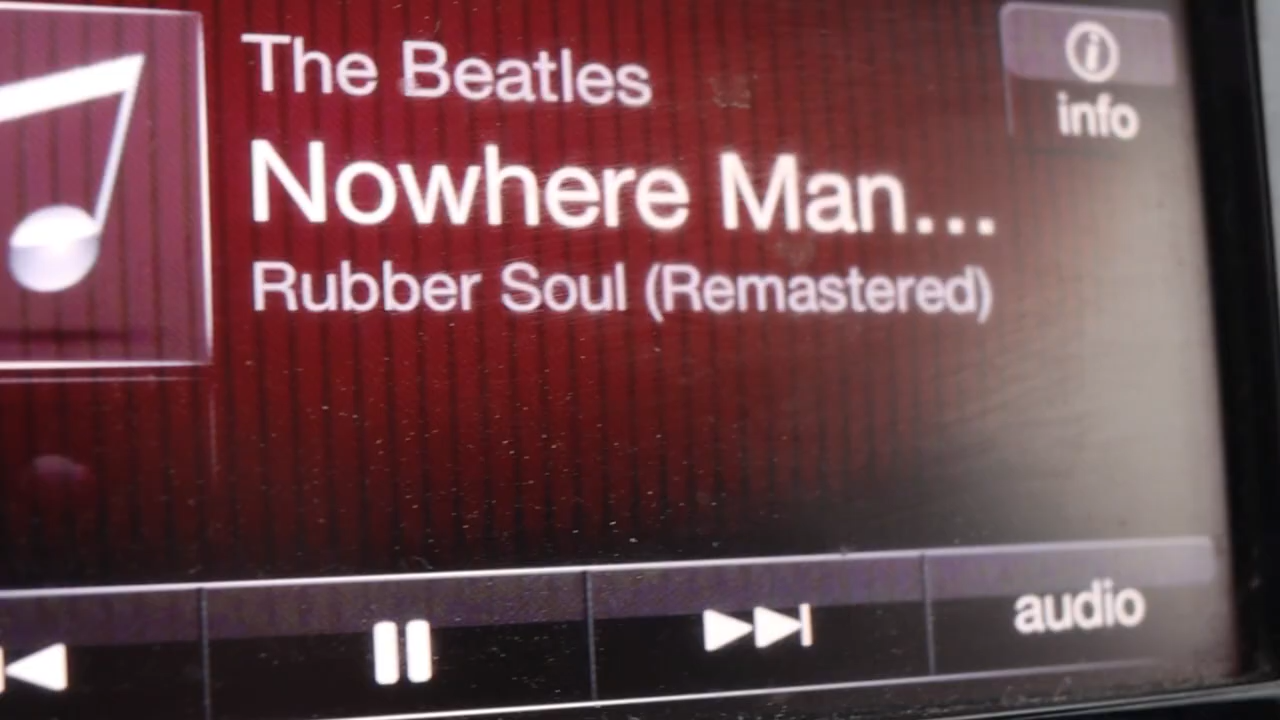 The Beatles
Nowhere Man...
Rubber Soul (Remastered)
info
audio